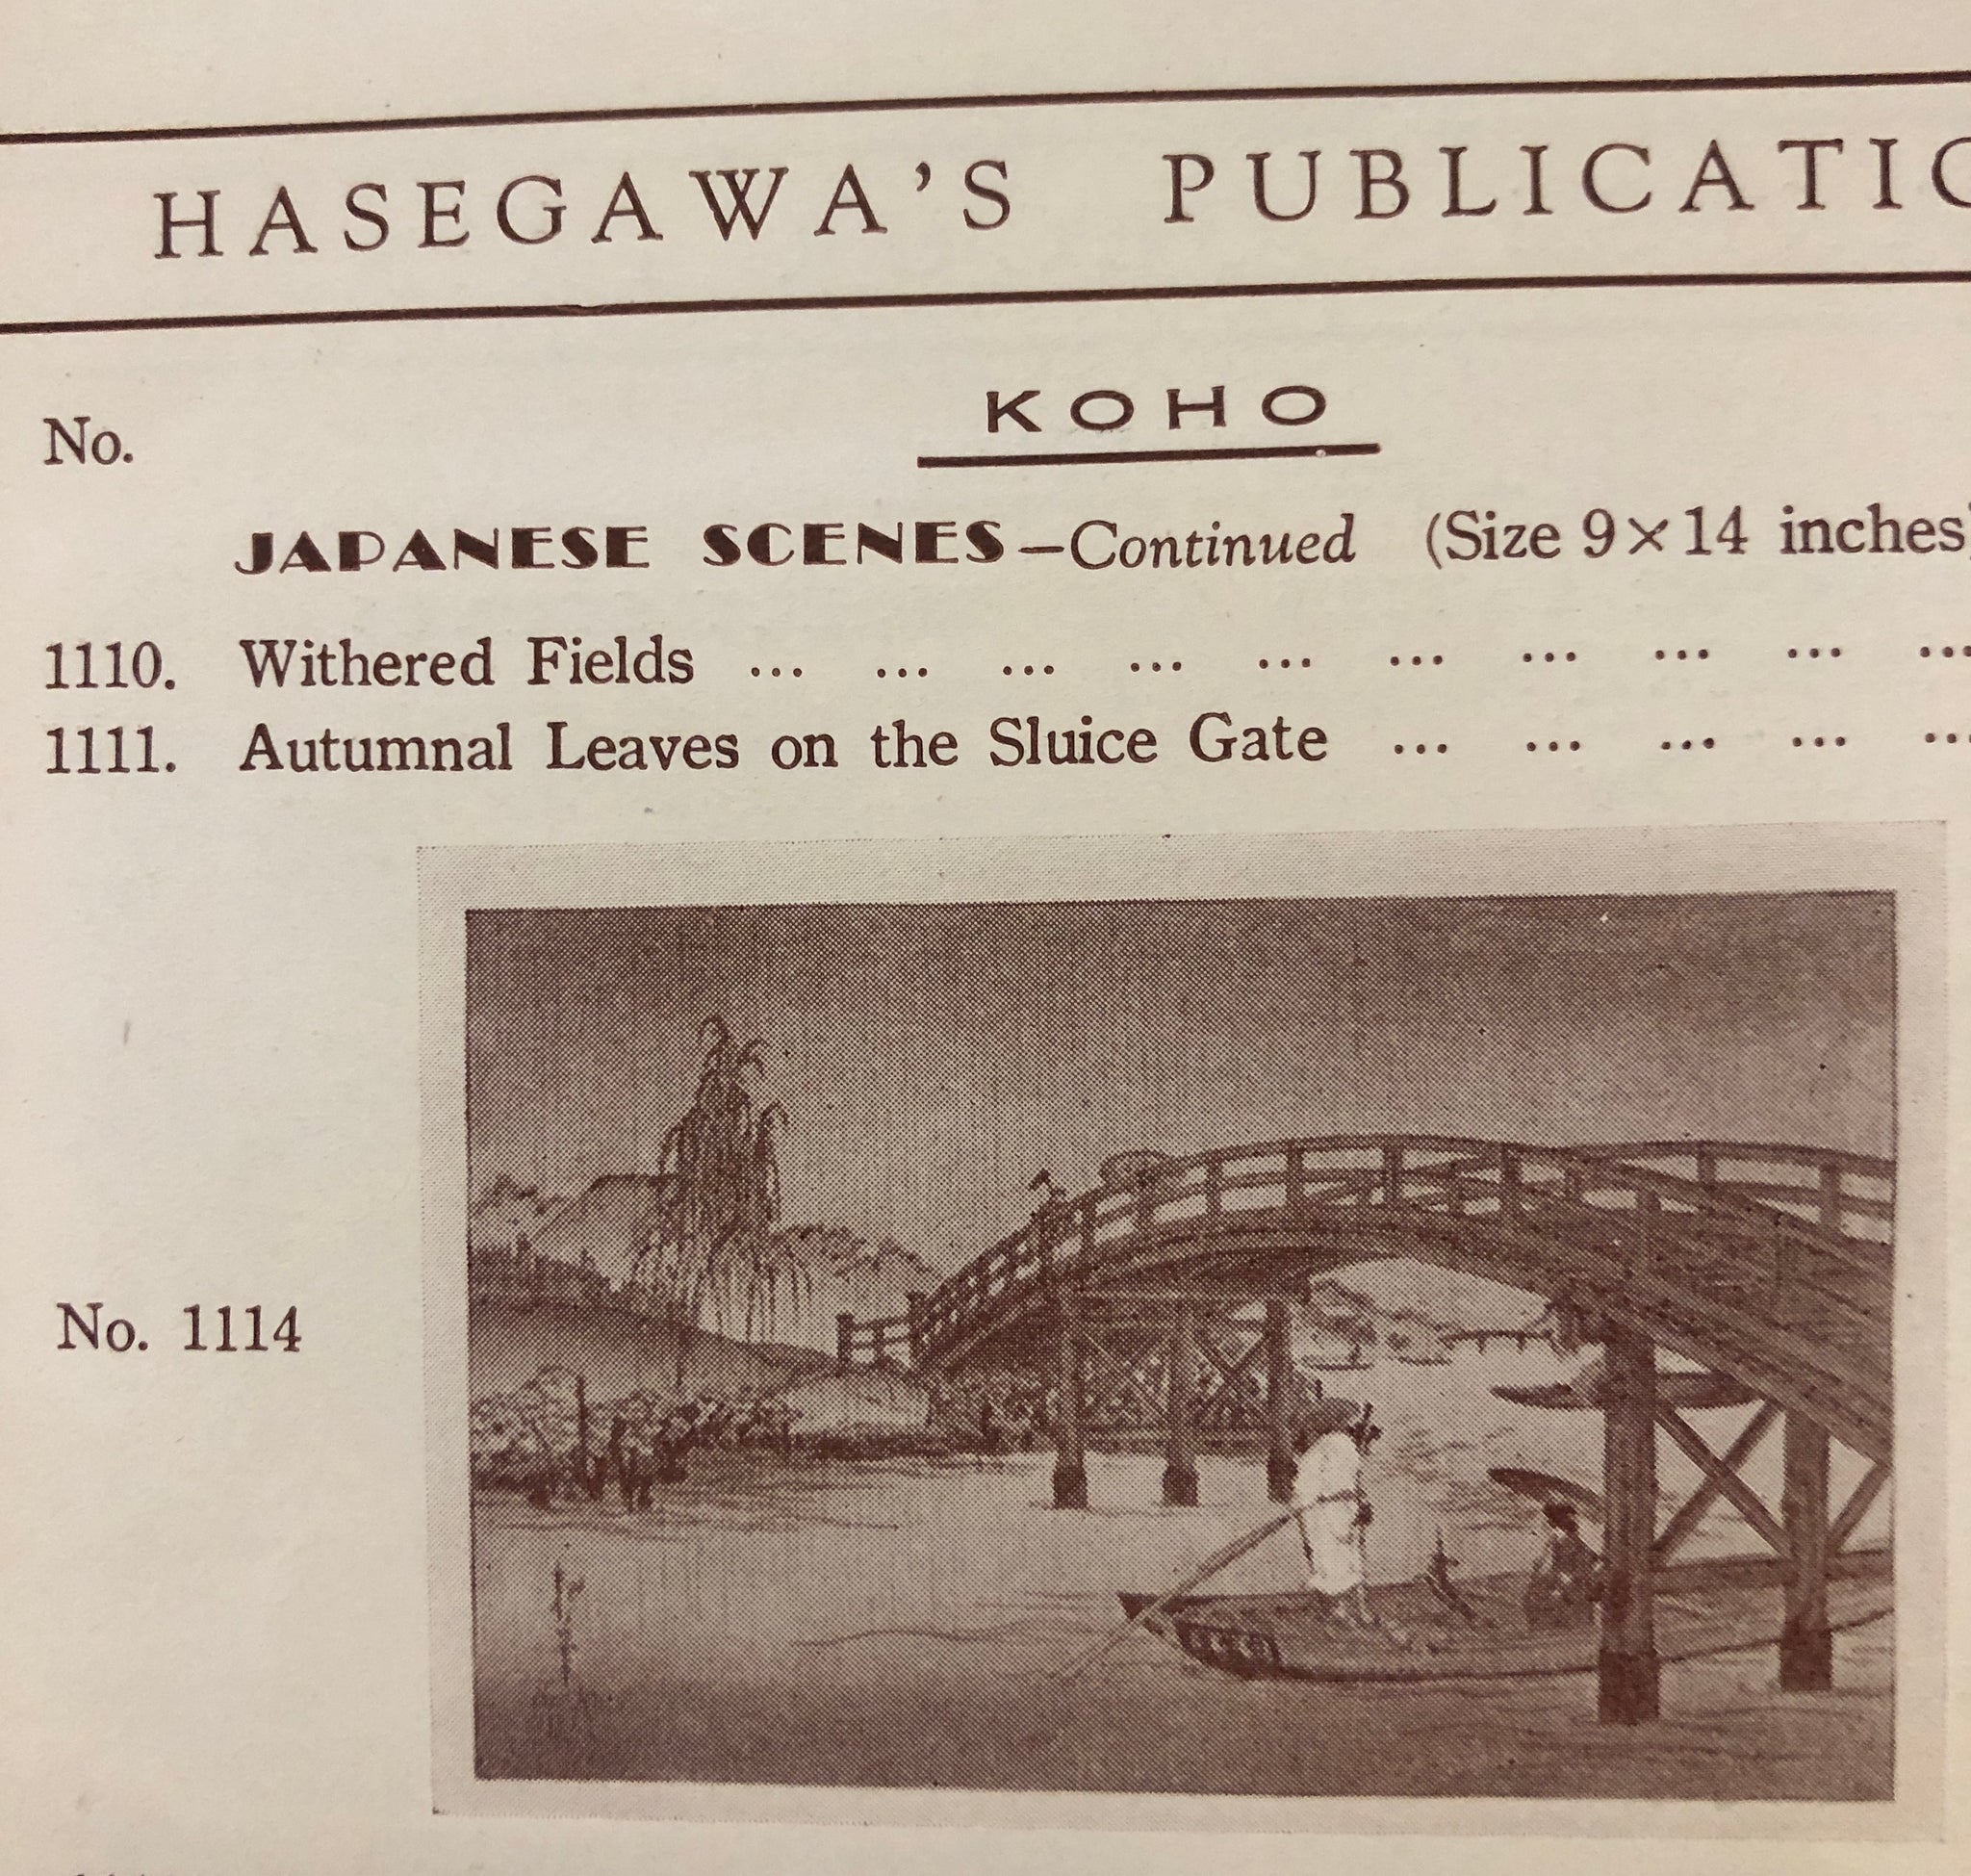 HASEGAWA'S PUBLICATIO
KOHO
No.
JAPANESE SCENES—Continued (Size 9×14 inches)
1110. Withered Fields ... ... ... ... ... ... ... ... ... ...
1111. Autumnal Leaves on the Sluice Gate ... ... ... ... ...
No. 1114